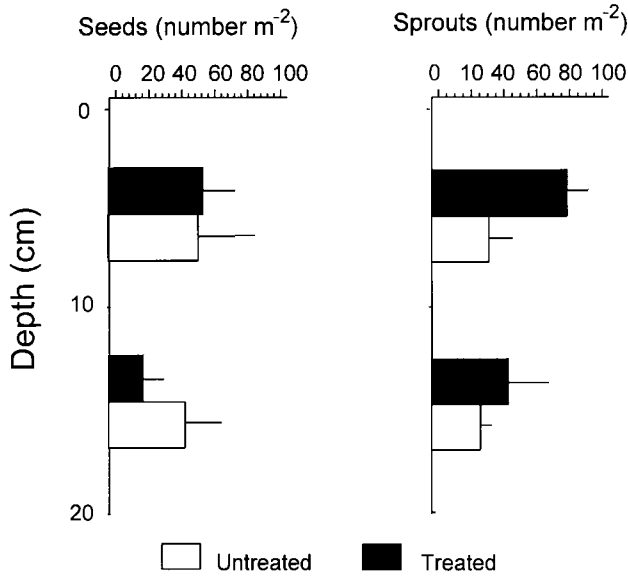 Seeds (number m-2)
Sprouts (number m-2)
0 20 40 60 80 100
0 10 40 60 80 100
0
10
20
Depth (cm)
Untreated
Treated